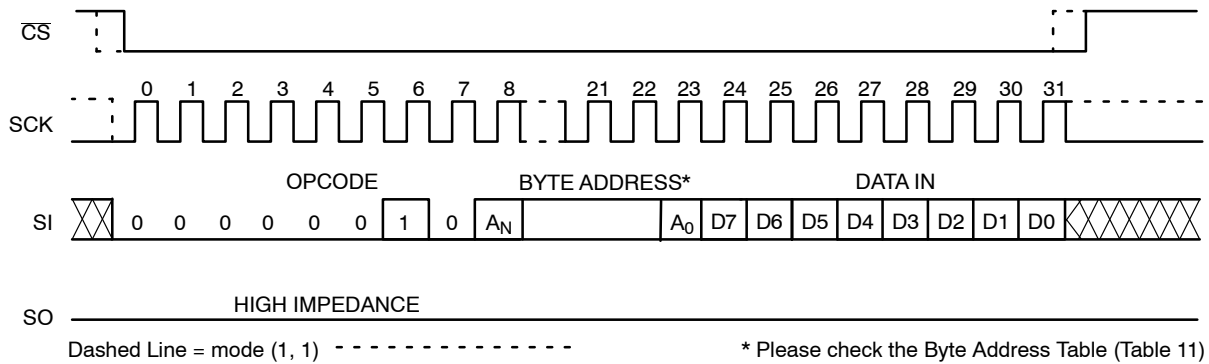 CS
0 1 2 3 4 5 6 7 8 21 22 23 24 25 26 27 28 29 30 31
SCK
OPCODE BYTE ADDRESS* DATA IN
SI 0 0 0 0 0 0 1 0 AN A0 D7 D6 D5 D4 D3 D2 D1 D0
HIGH IMPEDANCE
SO
Dashed Line = mode (1, 1) * Please check the Byte Address Table (Table 11)